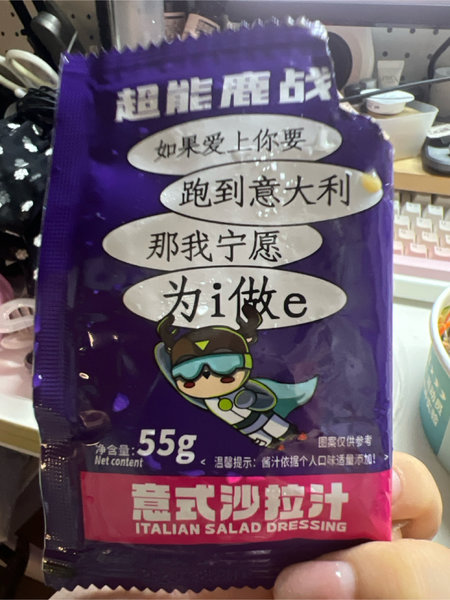 超能鹿战
如果爱上你要
跑到意大利
那我宁愿
为i做e
净含量: 55g
Net content
图案仅供参考
< 温馨提示：酱汁依据个人口味适量添加! >
意式沙拉汁
ITALIAN SALAD DRESSING